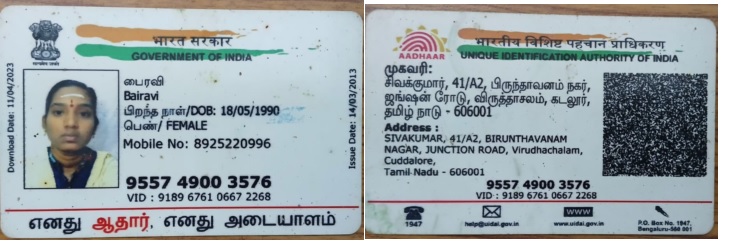 भारत सरकार
GOVERNMENT OF INDIA
Download Date: 11/04/2023
பைரவி
Bairavi
பிறந்த நாள்/DOB: 18/05/1990
பெண்/ FEMALE
Mobile No: 8925220996
Issue Date: 14/03/2013
9557 4900 3576
VID : 9189 6761 0667 2268
எனது ஆதார், எனது அடையாளம்
AADHAAR
भारतीय विशिष्ट पहचान प्राधिकरण
UNIQUE IDENTIFICATION AUTHORITY OF INDIA
முகவரி:
சிவக்குமார், 41/A2, பிருந்தாவனம் நகர்,
ஜங்ஷன் ரோடு, விருத்தாசலம், கடலூர்,
தமிழ் நாடு - 606001
Address :
SIVAKUMAR, 41/A2, BIRUNTHAVANAM
NAGAR, JUNCTION ROAD, Virudhachalam,
Cuddalore,
Tamil Nadu - 606001
9557 4900 3576
VID : 9189 6761 0667 2268
1947
help@uidai.gov.in
www
www.uidai.gov.in
P.O. Box No. 1947,
Bengaluru-560 001